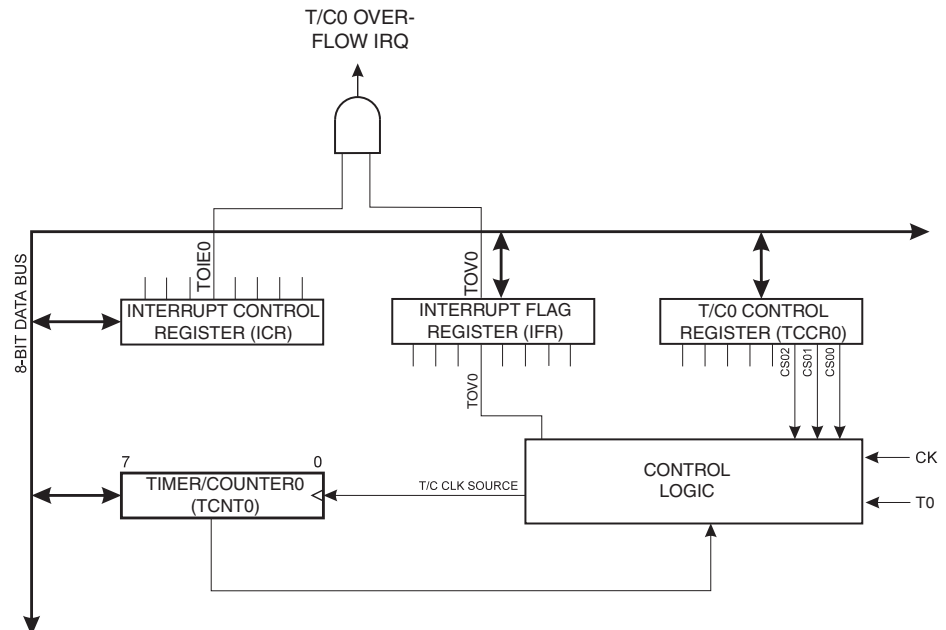 T/C0 OVER-
FLOW IRQ
8-BIT DATA BUS
TOIE0
TOV0
INTERRUPT CONTROL
REGISTER (ICR)
INTERRUPT FLAG
REGISTER (IFR)
T/C0 CONTROL
REGISTER (TCCR0)
TOV0
CS02
CS01
CS00
7
0
TIMER/COUNTER0
(TCNT0)
T/C CLK SOURCE
CONTROL
LOGIC
CK
T0